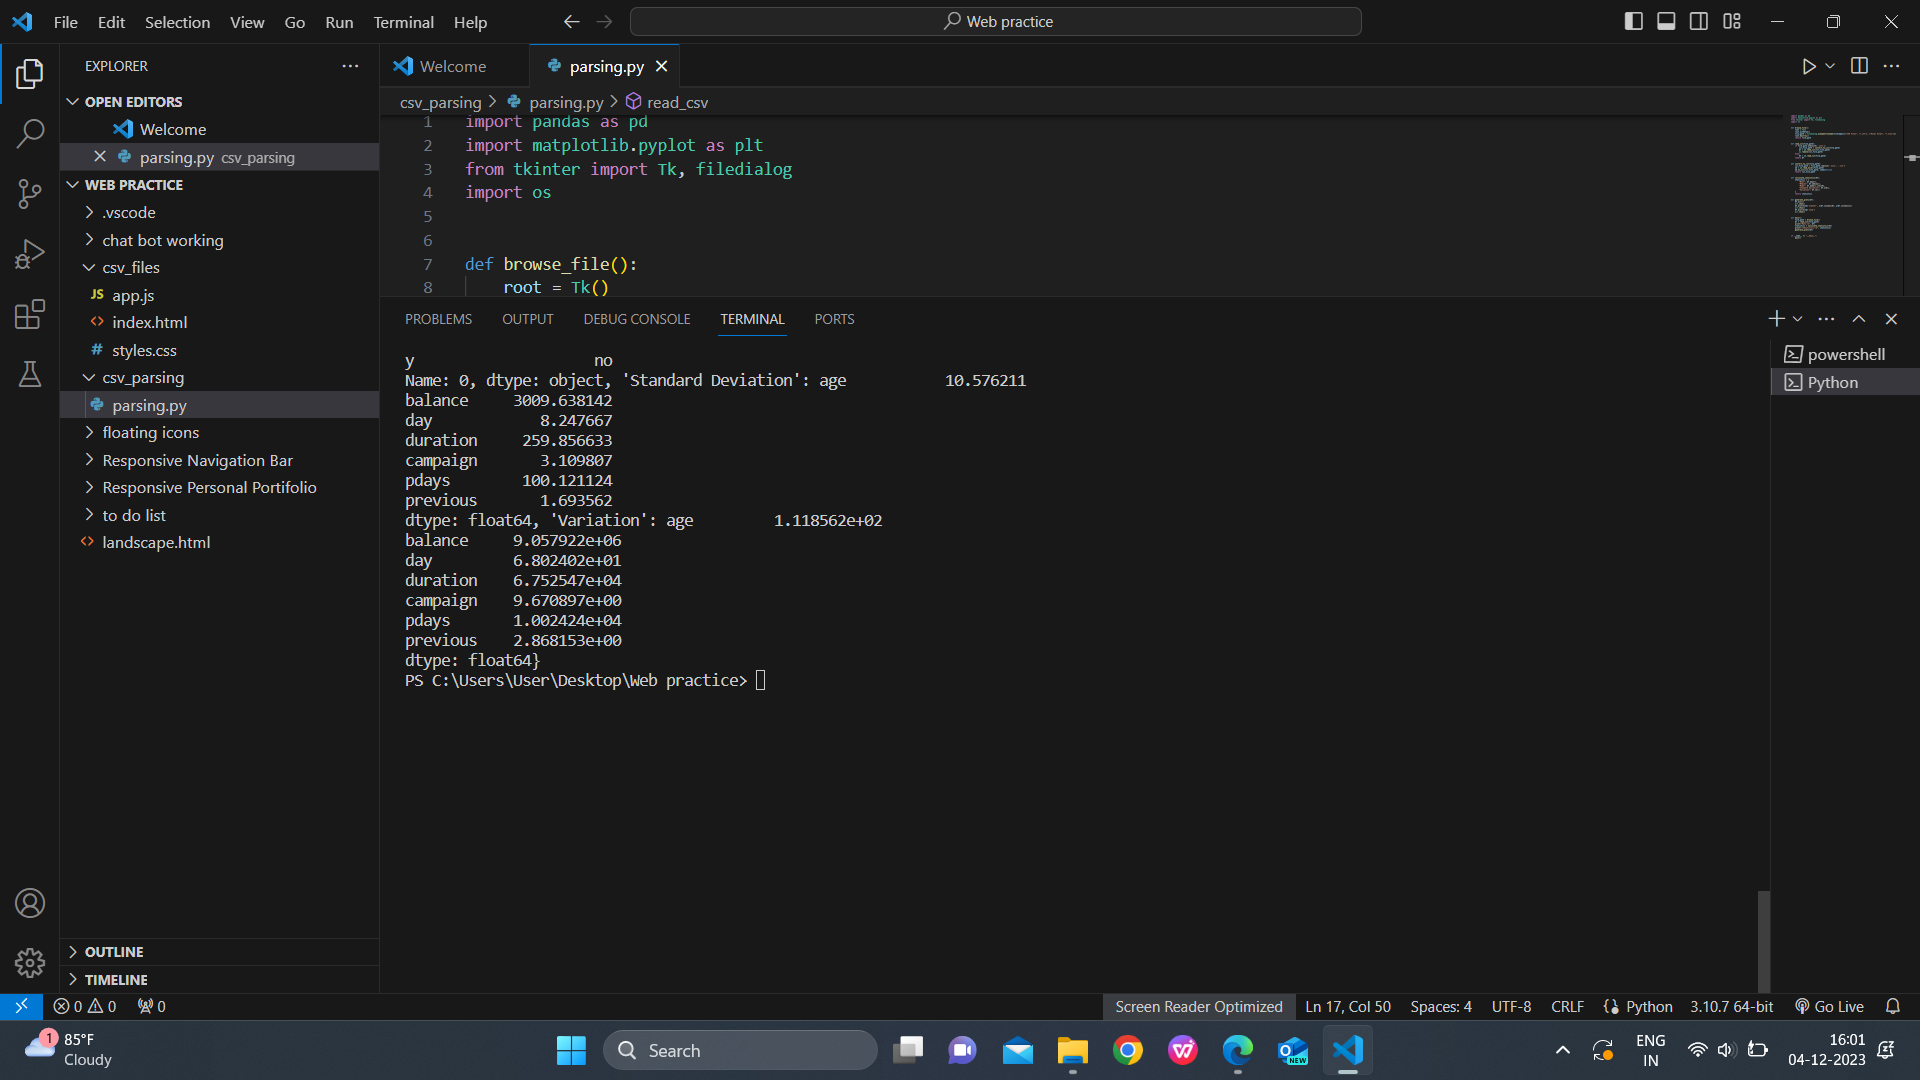 File Edit Selection View Go Run Terminal Help
Web practice
EXPLORER
OPEN EDITORS
Welcome
parsing.py csv_parsing
WEB PRACTICE
.vscode
chat bot working
csv_files
JS app.js
<> index.html
# styles.css
csv_parsing
parsing.py
floating icons
Responsive Navigation Bar
Responsive Personal Portifolio
to do list
<> landscape.html
OUTLINE
TIMELINE
Welcome parsing.py
csv_parsing > parsing.py > read_csv
1 import pandas as pd
2 import matplotlib.pyplot as plt
3 from tkinter import Tk, filedialog
4 import os
5
6
7 def browse_file():
8 root = Tk()
PROBLEMS OUTPUT DEBUG CONSOLE TERMINAL PORTS
y no
Name: 0, dtype: object, 'Standard Deviation': age 10.576211
balance 3009.638142
day 8.247667
duration 259.856633
campaign 3.109807
pdays 100.121124
previous 1.693562
dtype: float64, 'Variation': age 1.118562e+02
balance 9.057922e+06
day 6.802402e+01
duration 6.752547e+04
campaign 9.670897e+00
pdays 1.002424e+04
previous 2.868153e+00
dtype: float64}
PS C:\Users\User\Desktop\Web practice>
powershell
Python
0 0 0
Screen Reader Optimized Ln 17, Col 50 Spaces: 4 UTF-8 CRLF Python 3.10.7 64-bit Go Live
1
85°F
Cloudy
Search
NEW
ENG
IN
16:01
04-12-2023